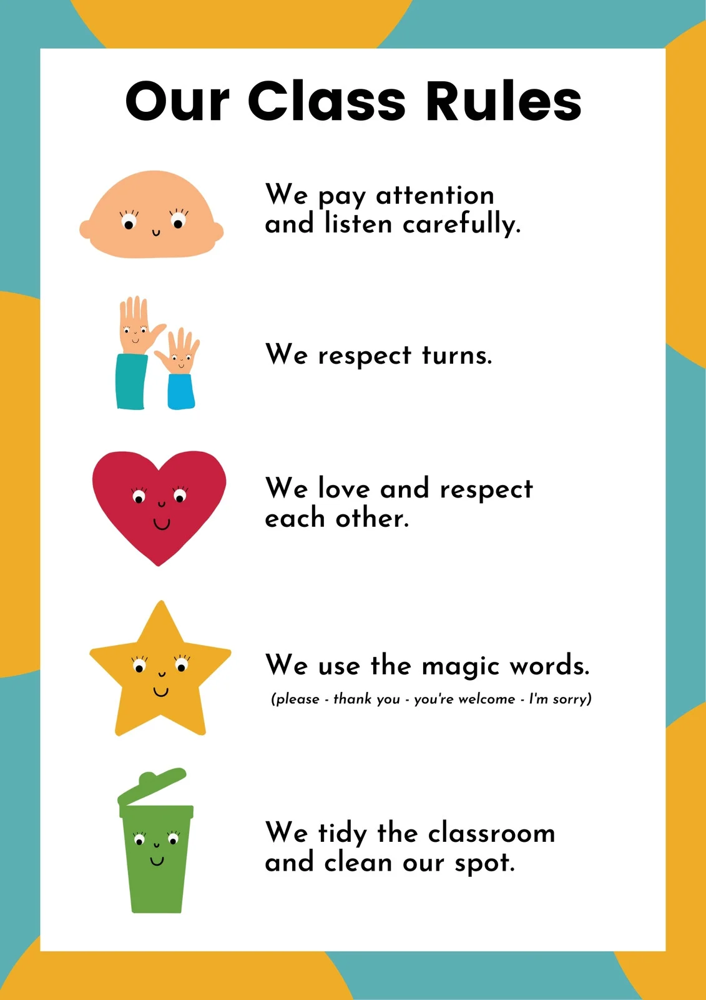 Our Class Rules
We pay attention
and listen carefully.
We respect turns.
We love and respect
each other.
We use the magic words.
(please - thank you - you're welcome - I'm sorry)
We tidy the classroom
and clean our spot.